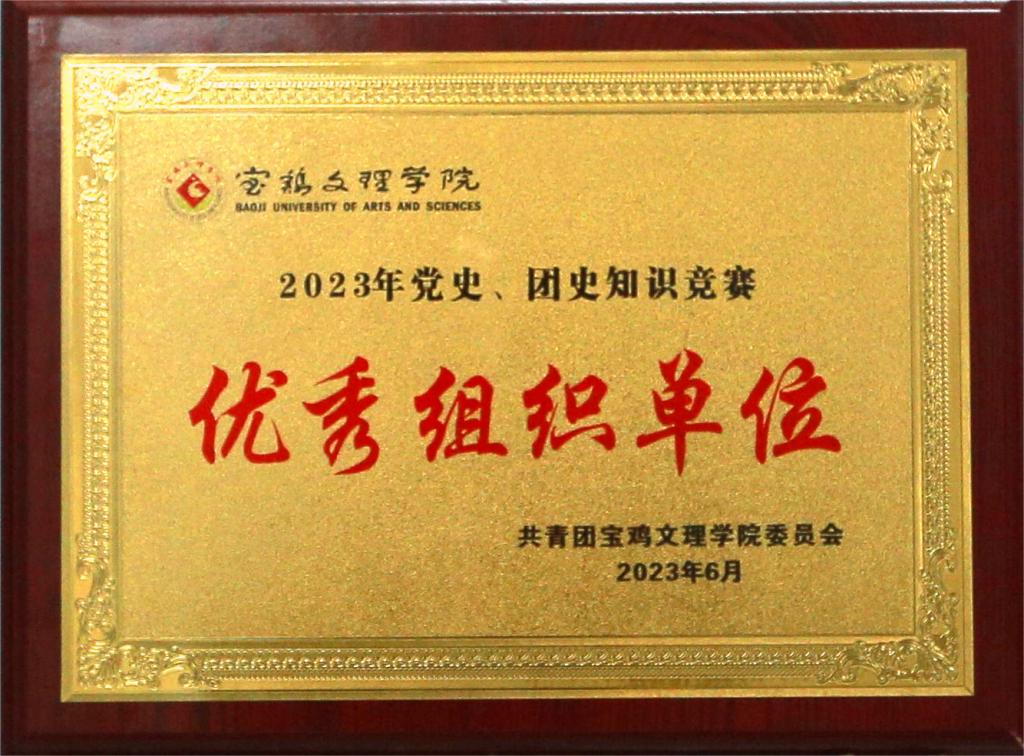 宝鸡文理学院
BAOJI UNIVERSITY OF ARTS AND SCIENCES
2023年党史、团史知识竞赛
优秀组织单位
共青团宝鸡文理学院委员会
2023年6月